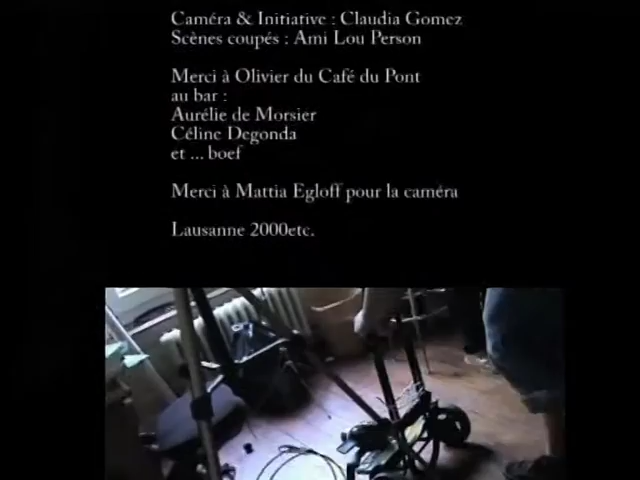 Caméra & Initiative : Claudia Gomez
Scènes coupés : Ami Lou Person
Merci à Olivier du Café du Pont
au bar :
Aurélie de Morsier
Céline Degonda
et ... boef
Merci à Mattia Egloff pour la caméra
Lausanne 2000etc.